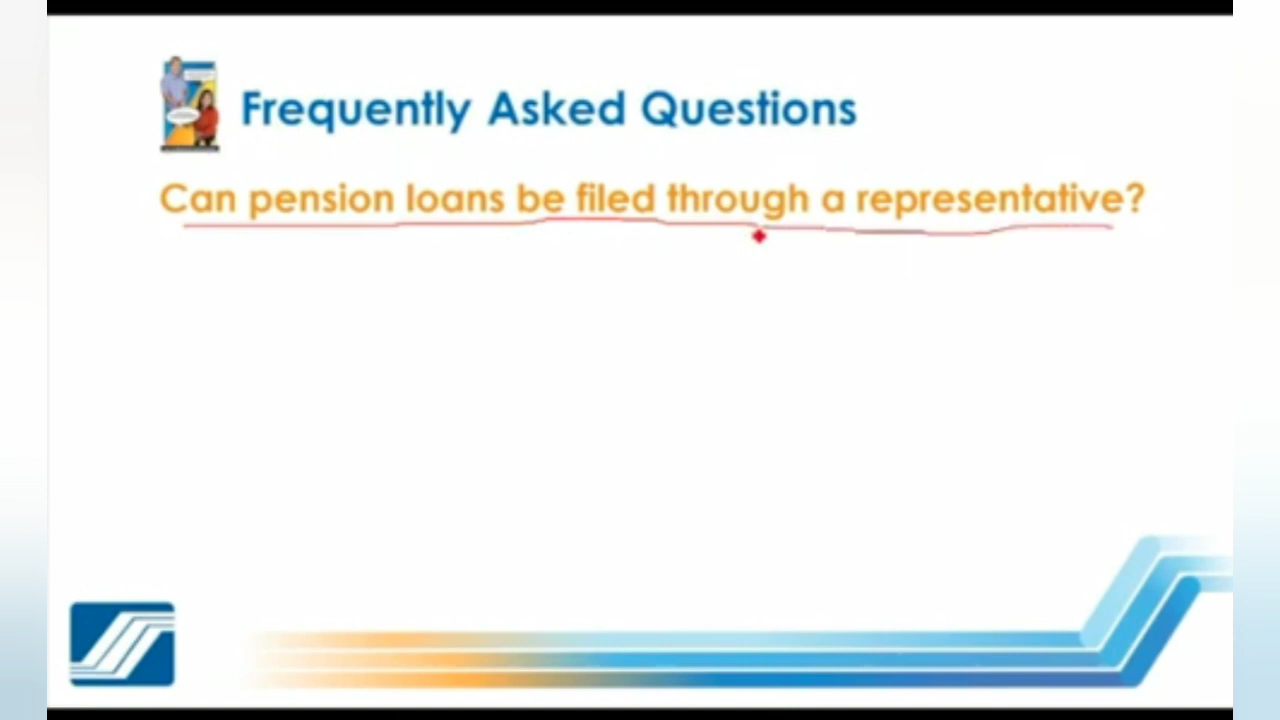 Frequently Asked Questions
Can pension loans be filed through a representative?